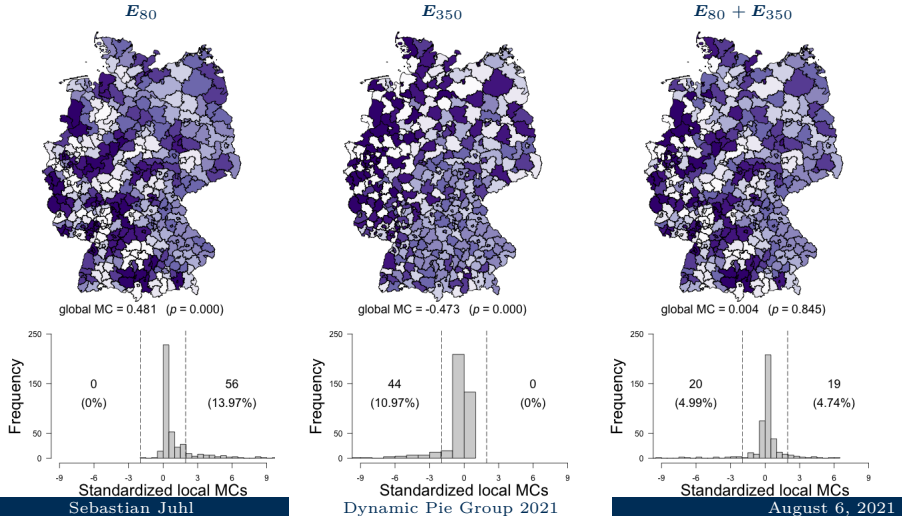 E80
E350
E80 + E350
global MC = 0.481 (p = 0.000)
global MC = -0.473 (p = 0.000)
global MC = 0.004 (p = 0.845)
Frequency
250
150
50
0
0
(0%)
56
(13.97%)
-9 -6 -3 0 3 6 9
Standardized local MCs
Frequency
250
150
50
0
44
(10.97%)
0
(0%)
-9 -6 -3 0 3 6 9
Standardized local MCs
Frequency
250
150
50
0
20
(4.99%)
19
(4.74%)
-9 -6 -3 0 3 6 9
Standardized local MCs
Sebastian Juhl
Dynamic Pie Group 2021
August 6, 2021